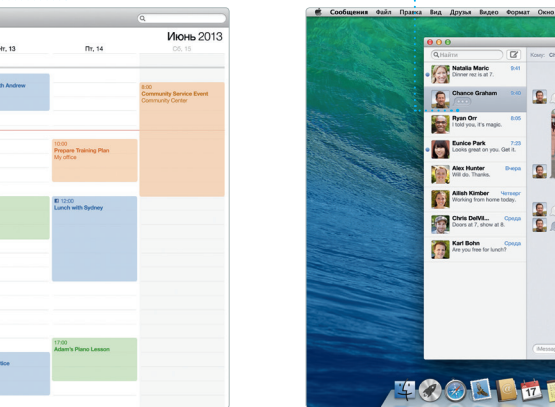 Июнь 2013
Чт, 13
Пт, 14
Сб, 15
th Andrew
8:00
Community Service Event
Community Center
10:00
Prepare Training Plan
My office
12:00
Lunch with Sydney
17:00
Adam's Piano Lesson
Сообщения Файл Правка Вид Друзья Видео Формат Окно
Найти
Кому:
Natalia Maric 9:41
Dinner rez is at 7.
Chance Graham 9:40
Ryan Orr 8:05
I told you, it's magic.
Eunice Park 7:23
Looks great on you. Get it.
Alex Hunter Вчера
Will do. Thanks.
Ailish Kimber Четверг
Working from home today.
Chris DelVil... Среда
Doors at 7, show at 8.
Karl Bohn Среда
Are you free for lunch?
17